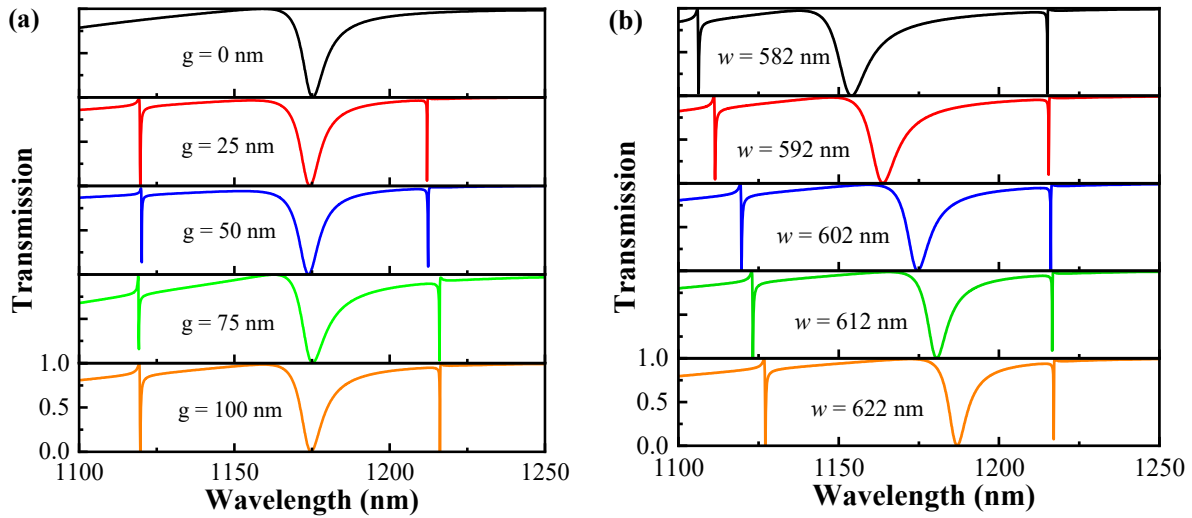 (a)
g = 0 nm
g = 25 nm
g = 50 nm
g = 75 nm
g = 100 nm
Transmission
1.0
0.5
0.0
1100 1150 1200 1250
Wavelength (nm)
(b)
w = 582 nm
w = 592 nm
w = 602 nm
w = 612 nm
w = 622 nm
Transmission
1.0
0.5
0.0
1100 1150 1200 1250
Wavelength (nm)